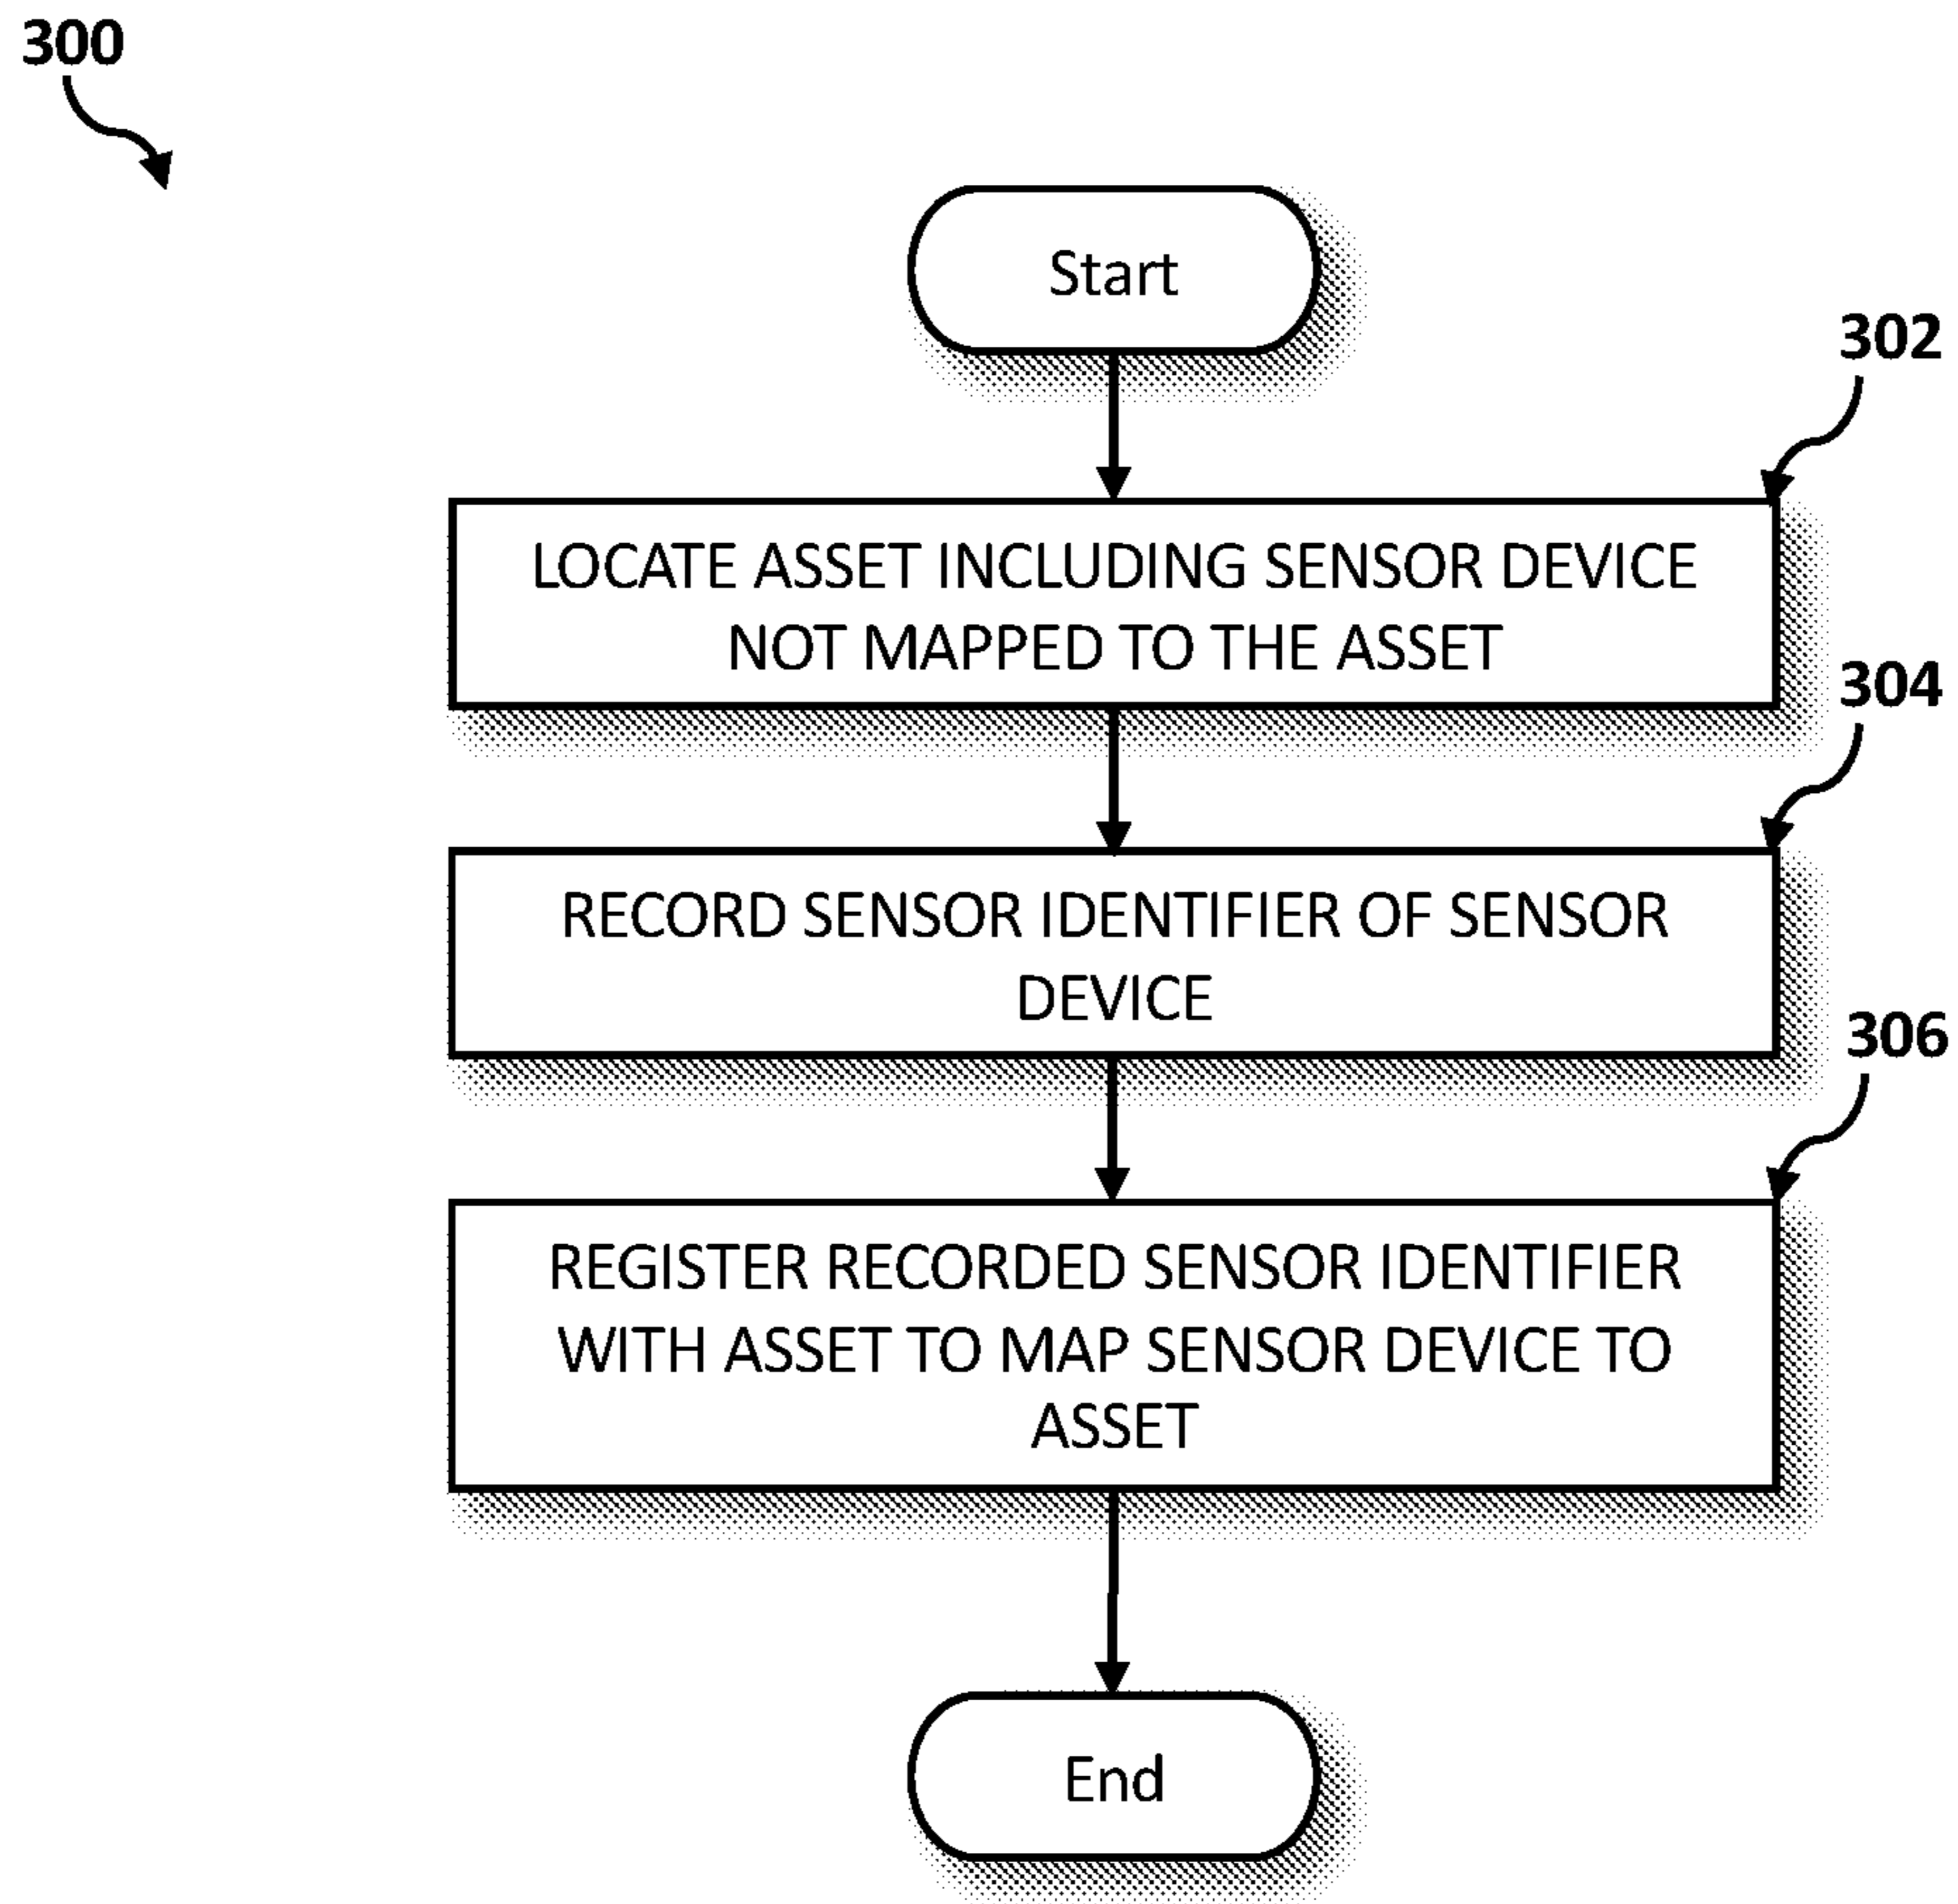 300
Start
302
LOCATE ASSET INCLUDING SENSOR DEVICE
NOT MAPPED TO THE ASSET
304
RECORD SENSOR IDENTIFIER OF SENSOR
DEVICE
306
REGISTER RECORDED SENSOR IDENTIFIER
WITH ASSET TO MAP SENSOR DEVICE TO
ASSET
End